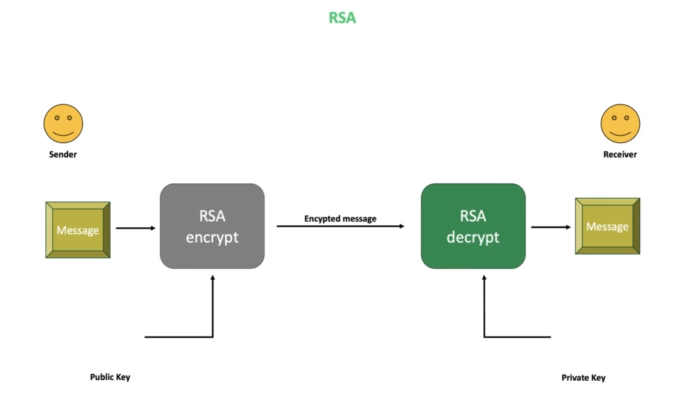 RSA
Sender
Receiver
Message
RSA
encrypt
Encypted message
RSA
decrypt
Message
Public Key
Private Key